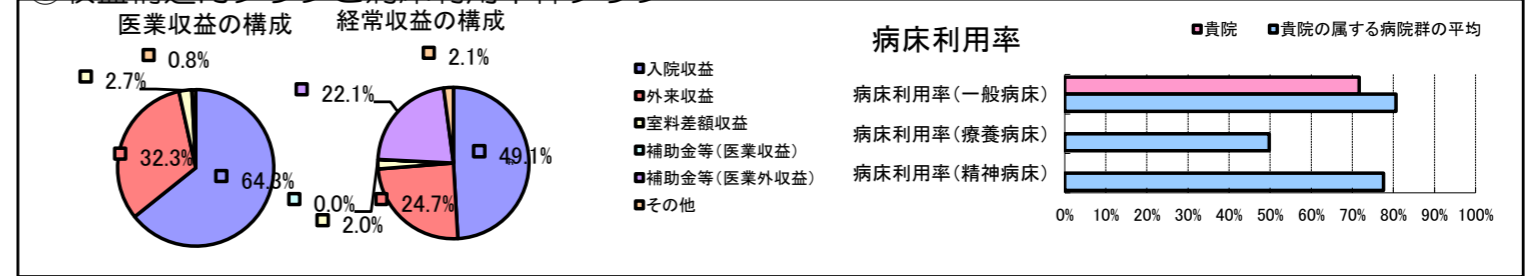 医業収益の構成
0.8%
2.7%
32.3%
64.3%
経常収益の構成
2.1%
22.1%
49.1%
0.0%
24.7%
2.0%
入院収益
外来収益
室料差額収益
補助金等(医業収益)
補助金等(医業外収益)
その他
病床利用率
貴院 貴院の属する病院群の平均
病床利用率(一般病床)
病床利用率(療養病床)
病床利用率(精神病床)
0% 10% 20% 30% 40% 50% 60% 70% 80% 90% 100%